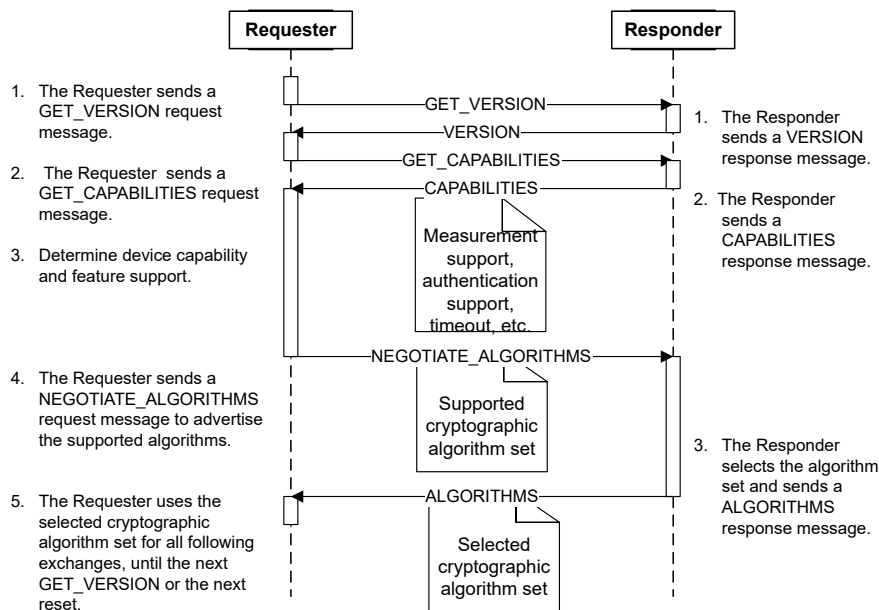 Requester
Responder
1. The Requester sends a
GET_VERSION request
message.
2. The Requester sends a
GET_CAPABILITIES request
message.
3. Determine device capability
and feature support.
4. The Requester sends a
NEGOTIATE_ALGORITHMS
request message to advertise
the supported algorithms.
5. The Requester uses the
selected cryptographic
algorithm set for all following
exchanges, until the next
GET_VERSION or the next
reset.
GET_VERSION
VERSION
GET_CAPABILITIES
CAPABILITIES
Measurement
support,
authentication
support,
timeout, etc.
NEGOTIATE_ALGORITHMS
Supported
cryptographic
algorithm set
ALGORITHMS
Selected
cryptographic
algorithm set
1. The Responder
sends a VERSION
response message.
2. The Responder
sends a
CAPABILITIES
response message.
3. The Responder
selects the algorithm
set and sends a
ALGORITHMS
response message.